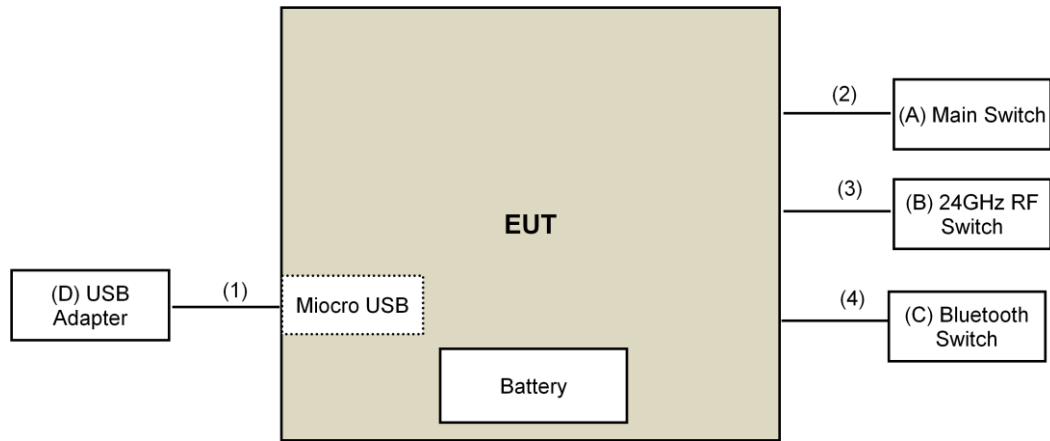 (2)
(A) Main Switch
(3)
(B) 24GHz RF
Switch
EUT
(D) USB
Adapter
(1)
Miocro USB
(4)
(C) Bluetooth
Switch
Battery